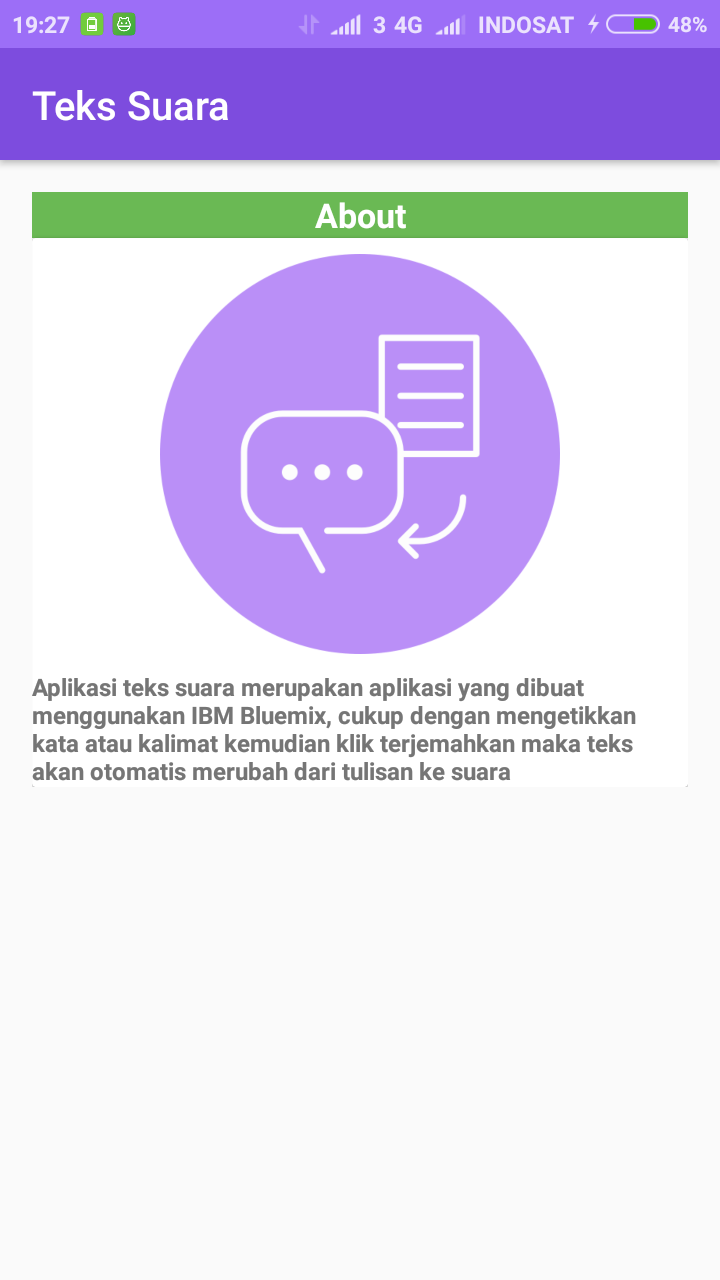 19:27 3 4G INDOSAT 48%
Teks Suara
About
Aplikasi teks suara merupakan aplikasi yang dibuat
menggunakan IBM Bluemix, cukup dengan mengetikkan
kata atau kalimat kemudian klik terjemahkan maka teks
akan otomatis merubah dari tulisan ke suara